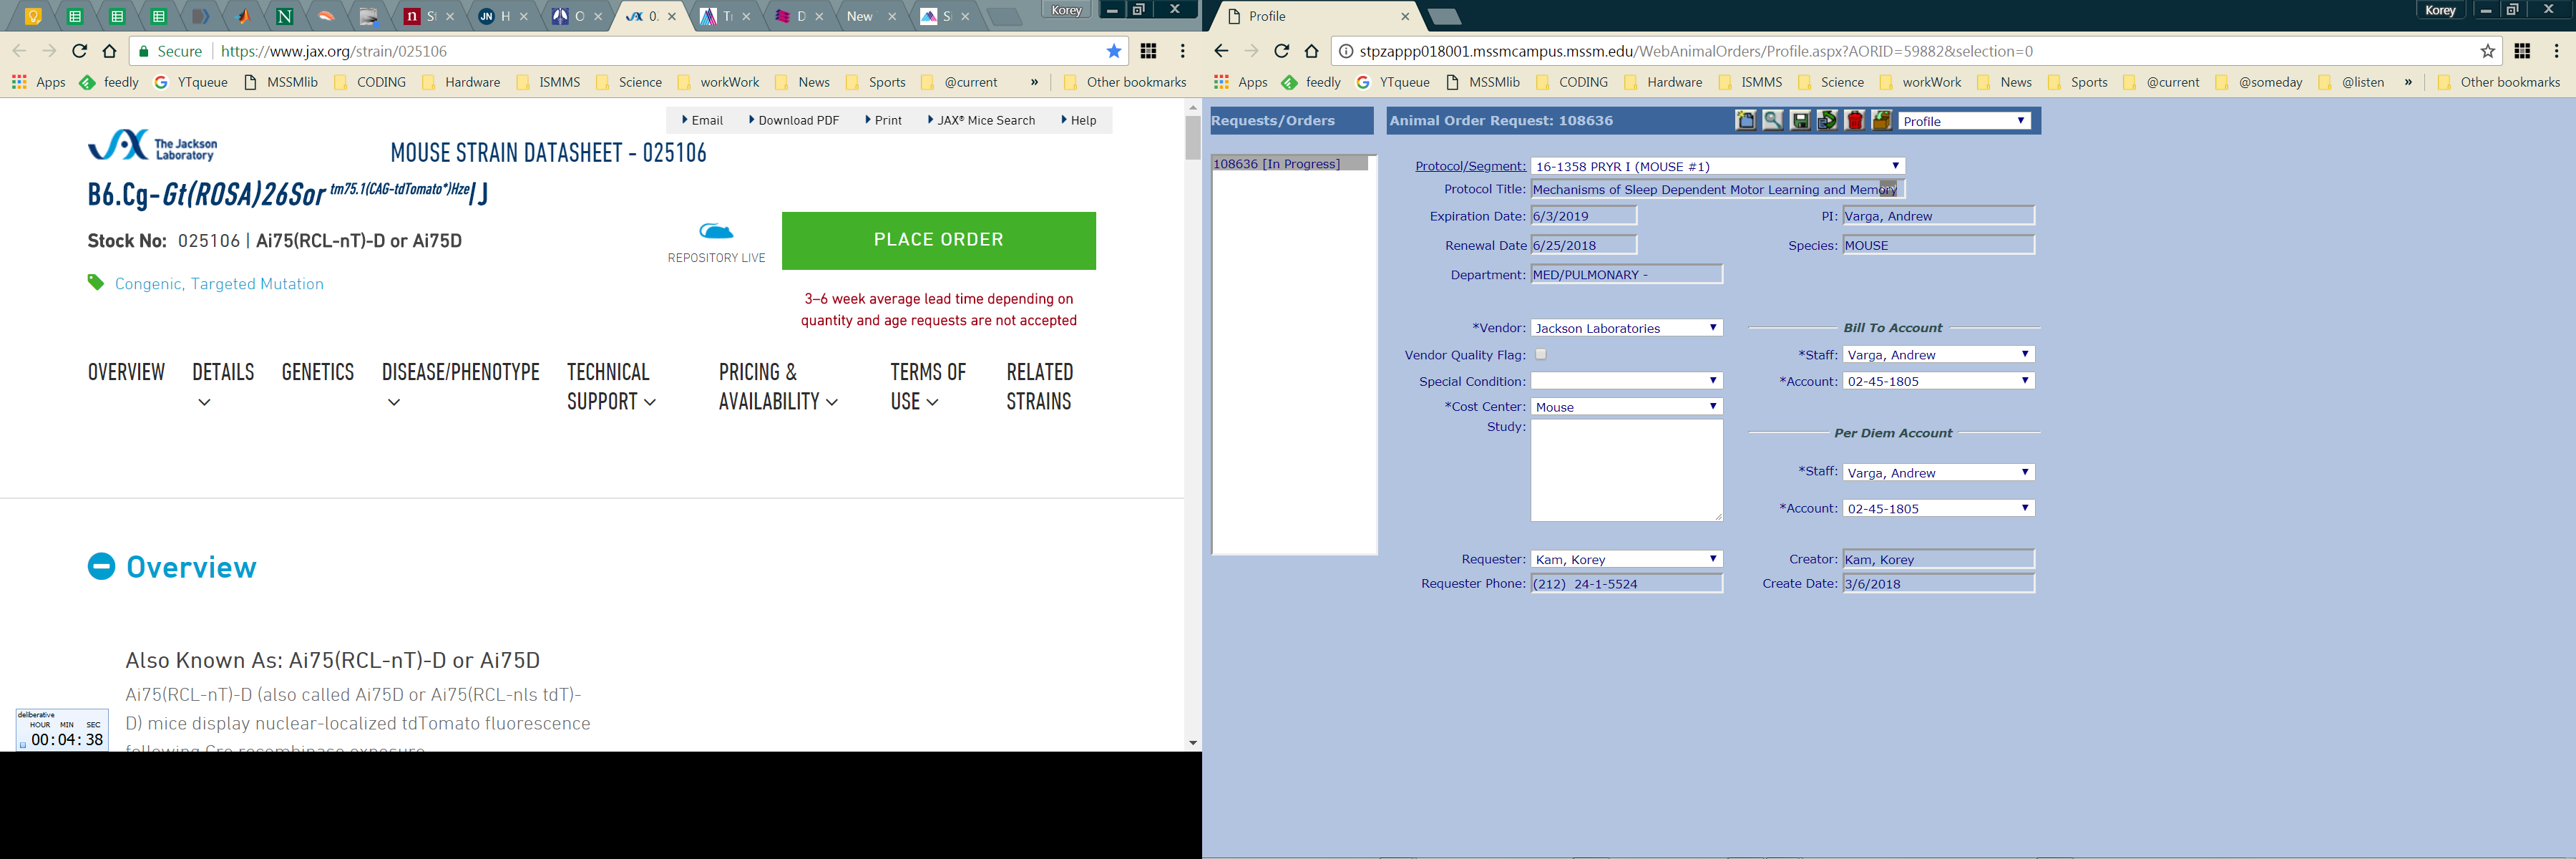 Korey
Secure https://www.jax.org/strain/025106
Apps feedly YTqueue MSSMlib CODING Hardware ISMMS Science workWork News Sports @current » Other bookmarks
Email Download PDF Print JAX® Mice Search Help
The Jackson
Laboratory
MOUSE STRAIN DATASHEET - 025106
B6.Cg-Gt(ROSA)26Sor tm75.1(CAG-tdTomato*)Hze/J
Stock No: 025106 | Ai75(RCL-nT)-D or Ai75D
REPOSITORY LIVE
PLACE ORDER
Congenic, Targeted Mutation
3–6 week average lead time depending on
quantity and age requests are not accepted
OVERVIEW DETAILS GENETICS DISEASE/PHENOTYPE TECHNICAL SUPPORT PRICING & AVAILABILITY TERMS OF USE RELATED STRAINS
Overview
Also Known As: Ai75(RCL-nT)-D or Ai75D
Ai75(RCL-nT)-D (also called Ai75D or Ai75(RCL-nls tdT)-
D) mice display nuclear-localized tdTomato fluorescence
following Cre recombinase exposure
deliberative
HOUR MIN SEC
00:04:38
Profile
Korey
stpzappp018001.mssmcampus.mssm.edu/WebAnimalOrders/Profile.aspx?AORID=59882&selection=0
Apps feedly YTqueue MSSMlib CODING Hardware ISMMS Science workWork News Sports @current @someday @listen » Other bookmarks
Requests/Orders
108636 [In Progress]
Animal Order Request: 108636
Profile
Protocol/Segment: 16-1358 PRYR I (MOUSE #1)
Protocol Title: Mechanisms of Sleep Dependent Motor Learning and Memory
Expiration Date: 6/3/2019 PI: Varga, Andrew
Renewal Date 6/25/2018 Species: MOUSE
Department: MED/PULMONARY -
*Vendor: Jackson Laboratories Bill To Account
Vendor Quality Flag: *Staff: Varga, Andrew
Special Condition: *Account: 02-45-1805
*Cost Center: Mouse
Study: Per Diem Account
*Staff: Varga, Andrew
*Account: 02-45-1805
Requester: Kam, Korey Creator: Kam, Korey
Requester Phone: (212) 24-1-5524 Create Date: 3/6/2018